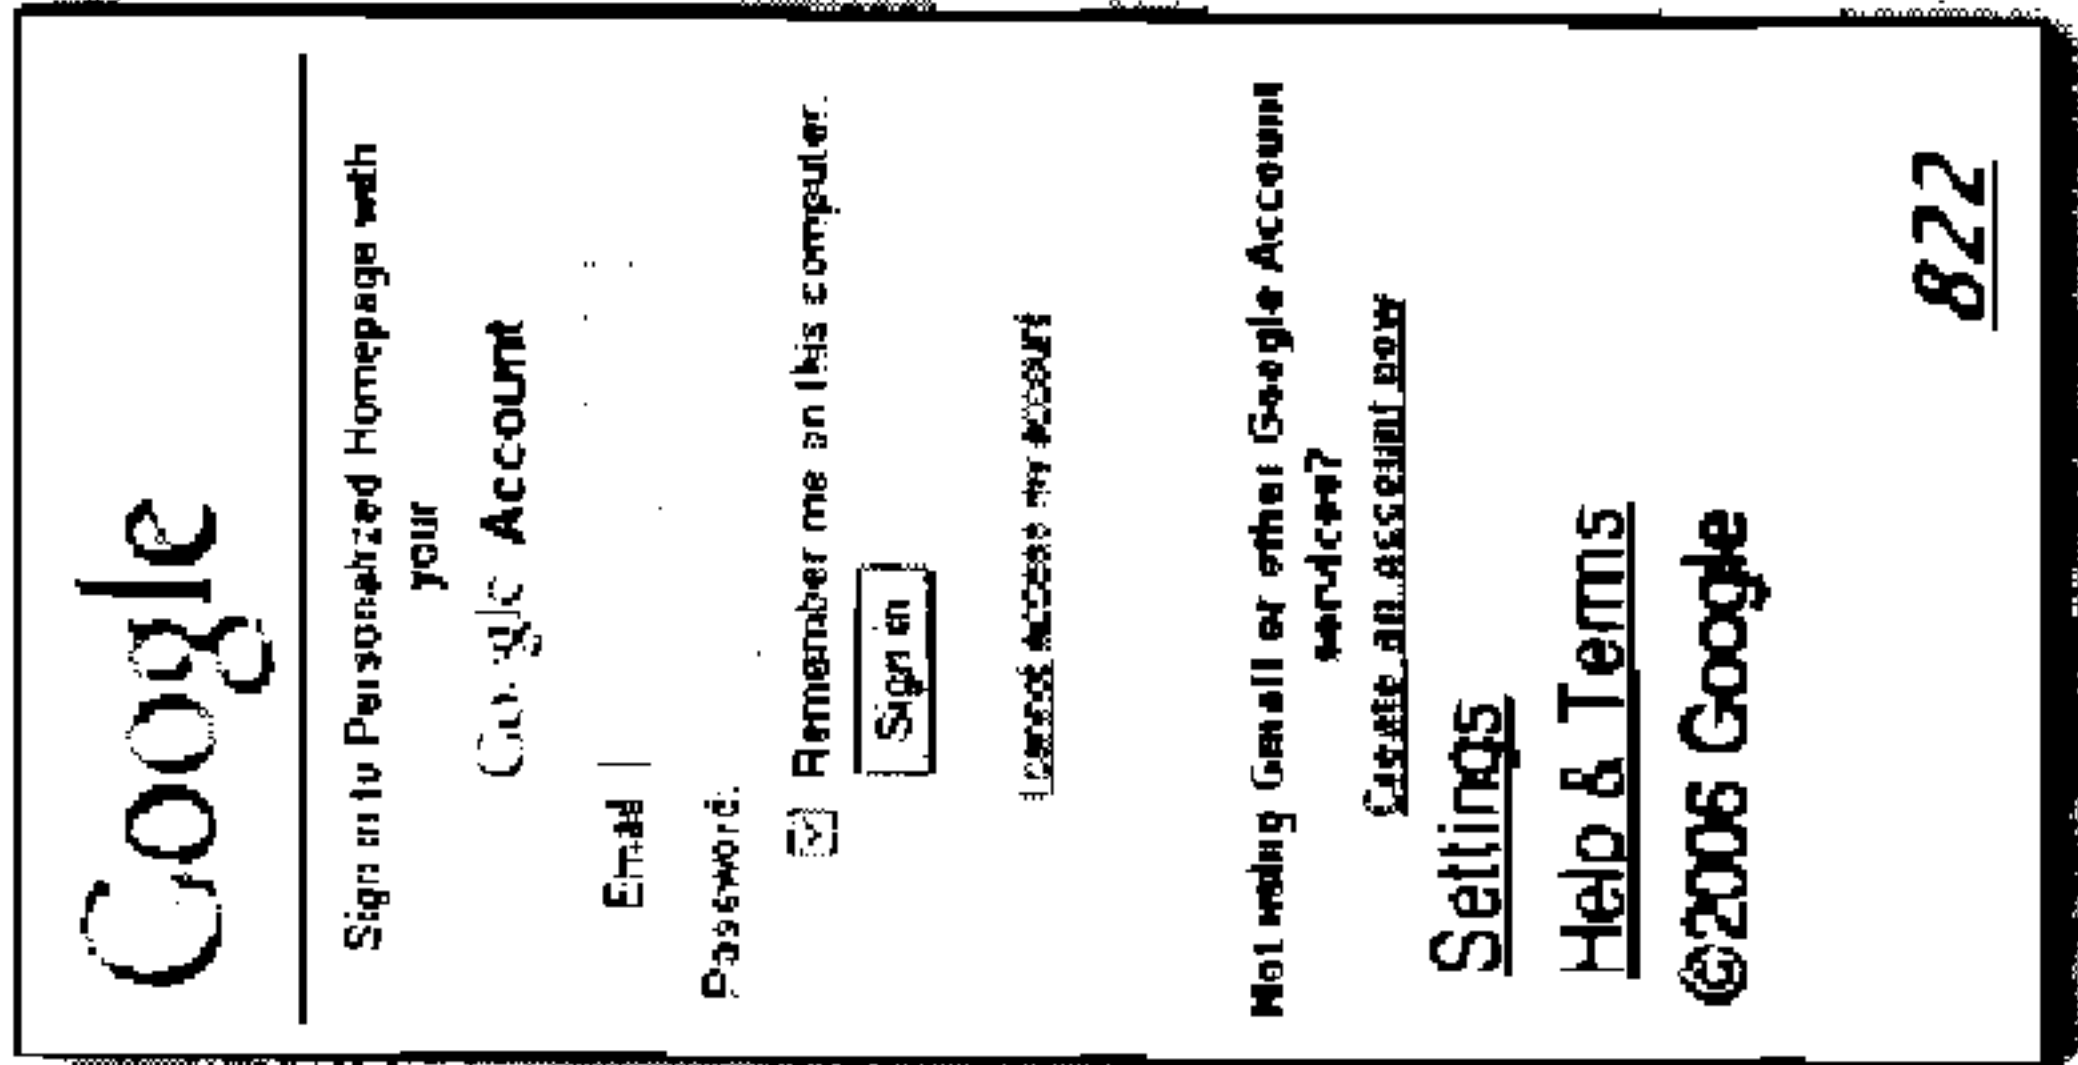 Google
Sign in to Personalized Homepage with
your
Google Account
Email
Password:
Remember me on this computer.
Sign in
I cannot access my account
Not using Gmail or other Google Account
services?
Create an account now
Settings
Help & Terms
©2006 Google
822